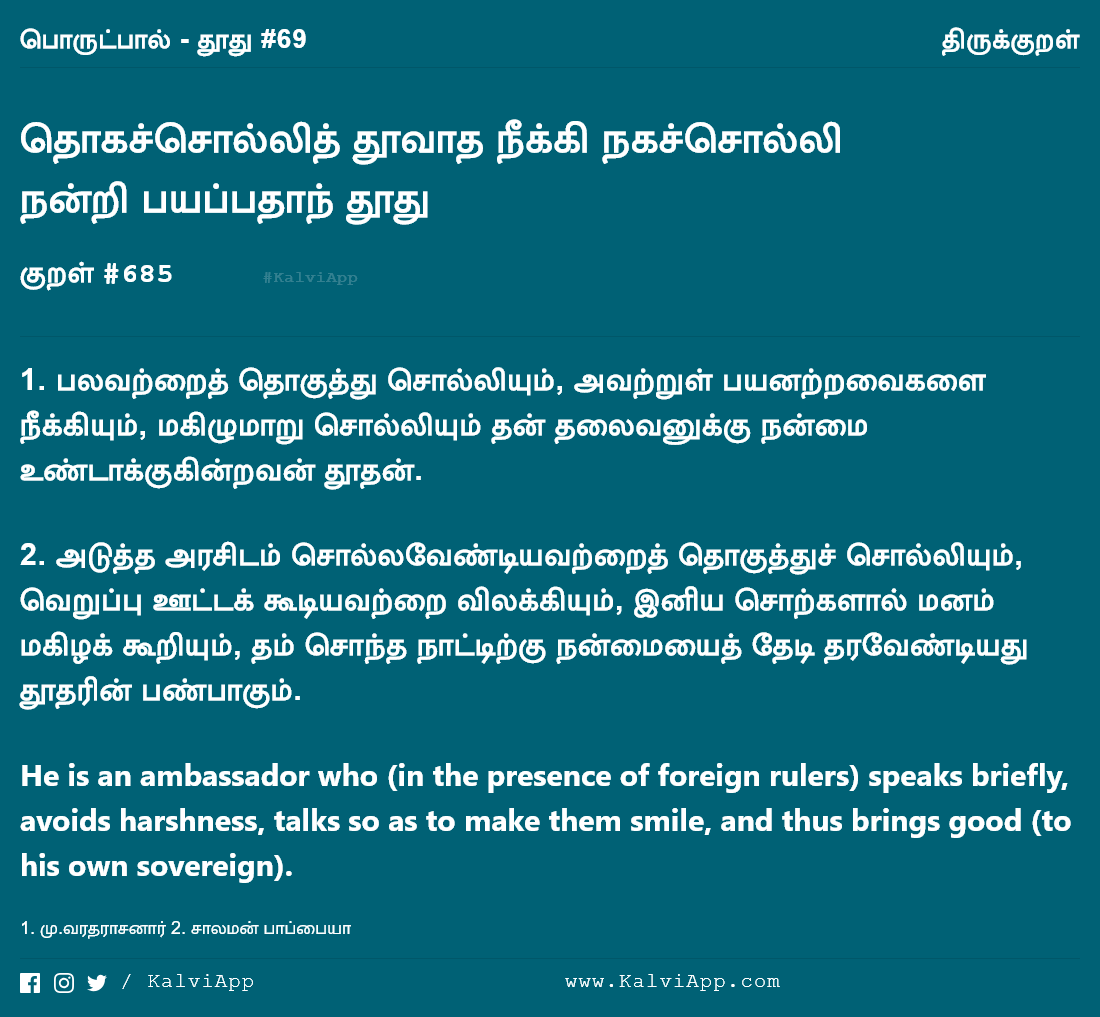 பொருட்பால் - தூது #69 திருக்குறள்
தொகச்சொல்லித் தூவாத நீக்கி நகச்சொல்லி
நன்றி பயப்பதாந் தூது
குறள் #685 #KalviApp
1. பலவற்றைத் தொகுத்து சொல்லியும், அவற்றுள் பயனற்றவைகளை
நீக்கியும், மகிழுமாறு சொல்லியும் தன் தலைவனுக்கு நன்மை
உண்டாக்குகின்றவன் தூதன்.
2. அடுத்த அரசிடம் சொல்லவேண்டியவற்றைத் தொகுத்துச் சொல்லியும்,
வெறுப்பு ஊட்டக் கூடியவற்றை விலக்கியும், இனிய சொற்களால் மனம்
மகிழக் கூறியும், தம் சொந்த நாட்டிற்கு நன்மையைத் தேடி தரவேண்டியது
தூதரின் பண்பாகும்.
He is an ambassador who (in the presence of foreign rulers) speaks briefly,
avoids harshness, talks so as to make them smile, and thus brings good (to
his own sovereign).
1. மு.வரதராசனார் 2. சாலமன் பாப்பையா
/ KalviApp www.KalviApp.com